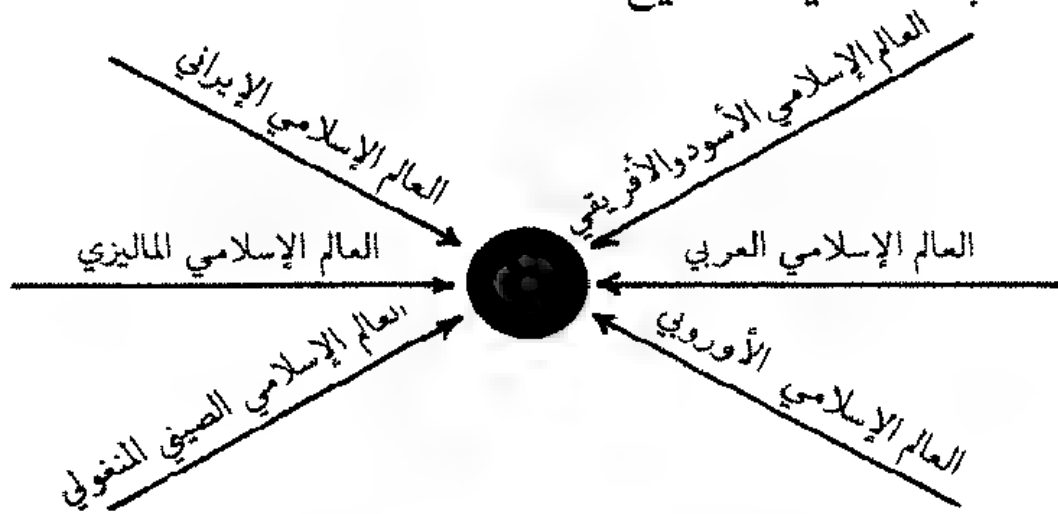 العالم الإسلامي الأسود والأفريقي
العالم الإسلامي الإيراني
العالم الإسلامي العربي
العالم الإسلامي الماليزي
العالم الإسلامي الأوروبي
العالم الإسلامي الصيني المنغولي